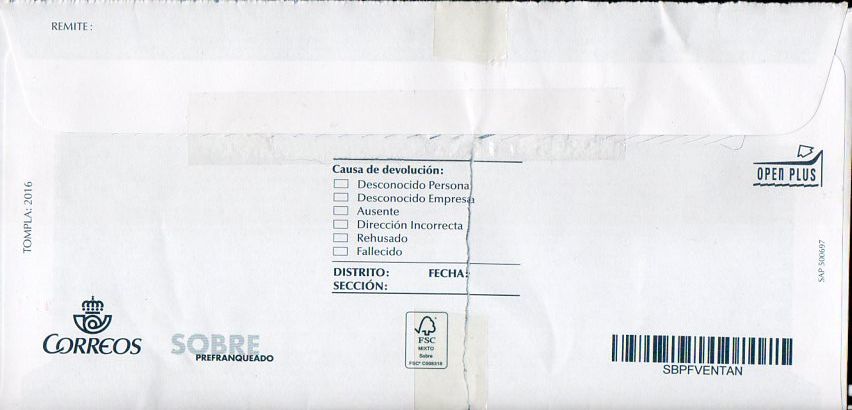 REMITE:
Causa de devolución:
Desconocido Persona
Desconocido Empresa
Ausente
Dirección Incorrecta
Rehusado
Fallecido
DISTRITO: FECHA:
SECCIÓN:
OPEN PLUS
TOMPLA: 2016
SAP 500697
CORREOS
SOBRE
PREFRANQUEADO
FSC
MIXTO
Sobre
FSC® C008318
SBPFVENTAN